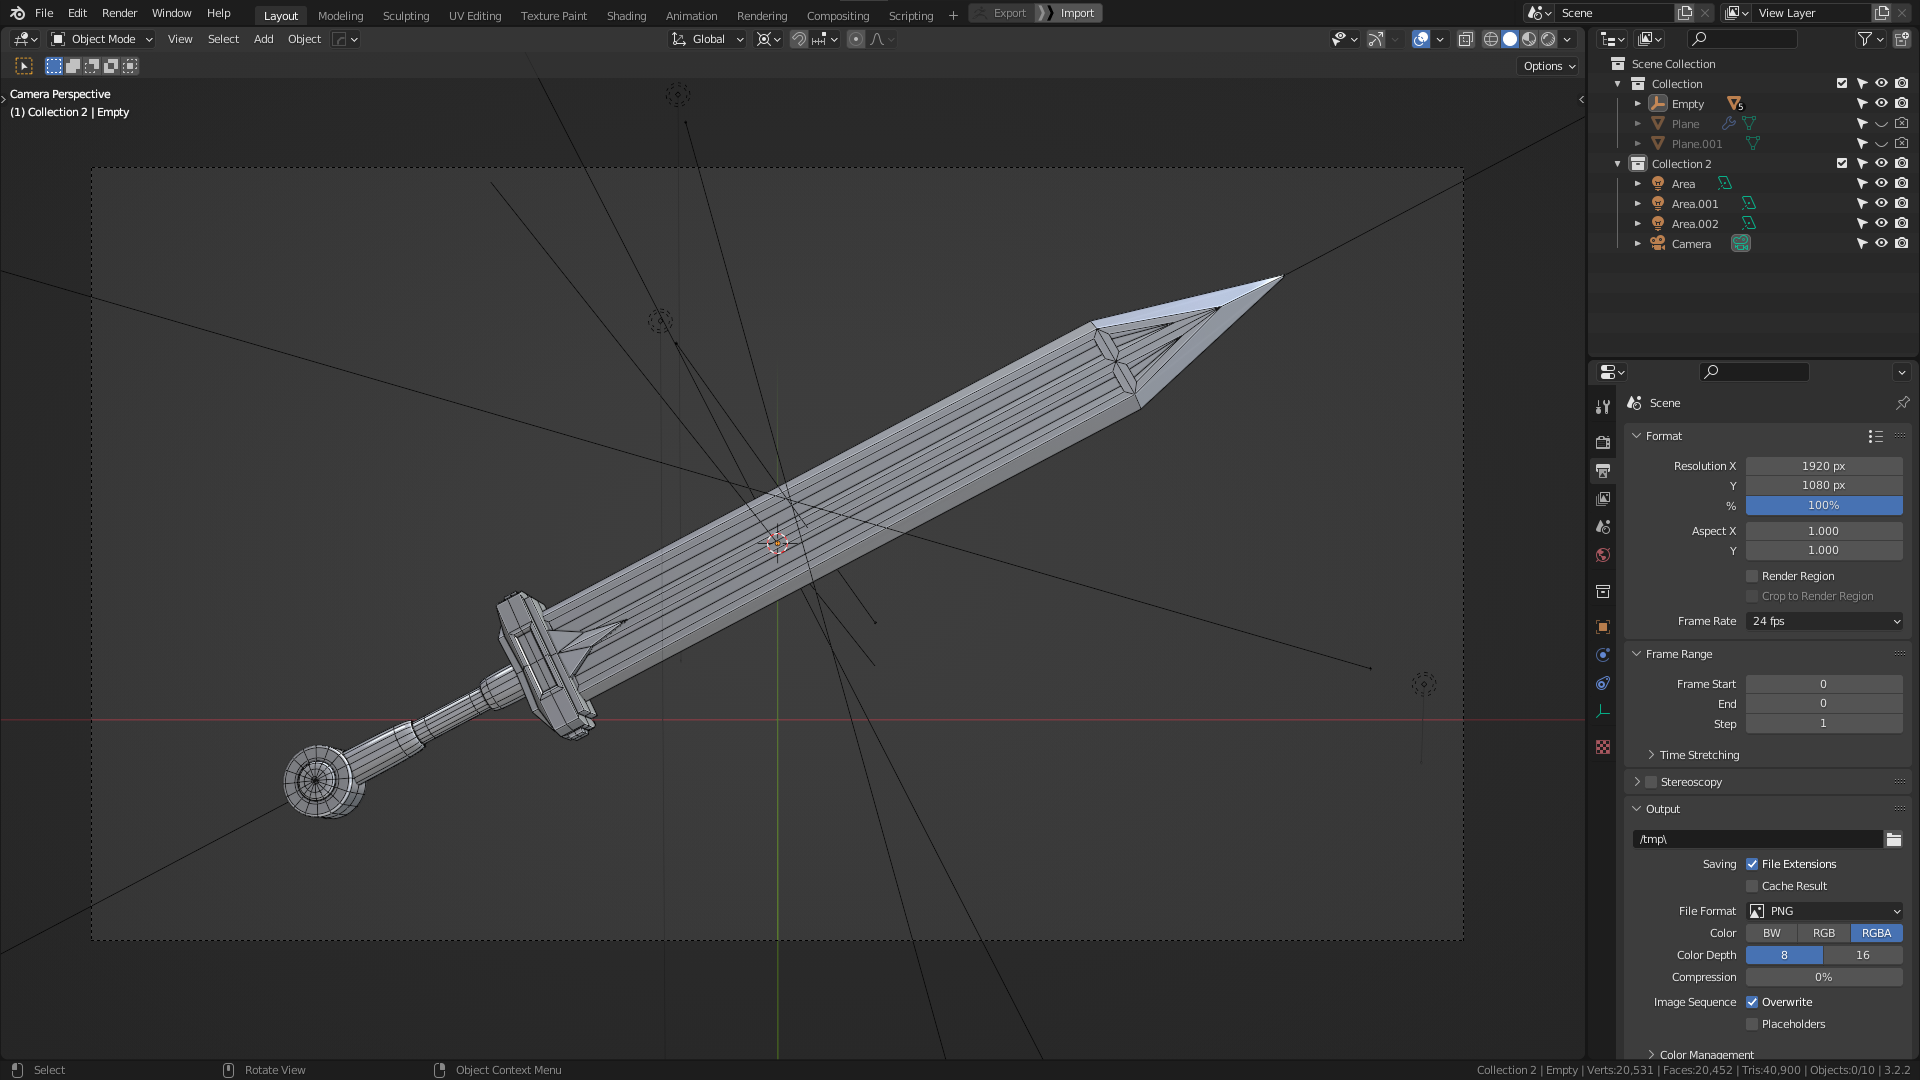 File Edit Render Window Help Layout Modeling Sculpting UV Editing Texture Paint Shading Animation Rendering Compositing Scripting + Export Import Scene View Layer
Object Mode View Select Add Object Global
Options
Camera Perspective
(1) Collection 2 | Empty
Scene Collection
Collection
Empty 5
Plane
Plane.001
Collection 2
Area
Area.001
Area.002
Camera
Scene
Format
Resolution X 1920 px
Y 1080 px
% 100%
Aspect X 1.000
Y 1.000
Render Region
Crop to Render Region
Frame Rate 24 fps
Frame Range
Frame Start 0
End 0
Step 1
Time Stretching
Stereoscopy
Output
/tmp\
Saving File Extensions
Cache Result
File Format PNG
Color BW RGB RGBA
Color Depth 8 16
Compression 0%
Image Sequence Overwrite
Placeholders
Color Management
Select Rotate View Object Context Menu Collection 2 | Empty | Verts:20,531 | Faces:20,452 | Tris:40,900 | Objects:0/10 | 3.2.2